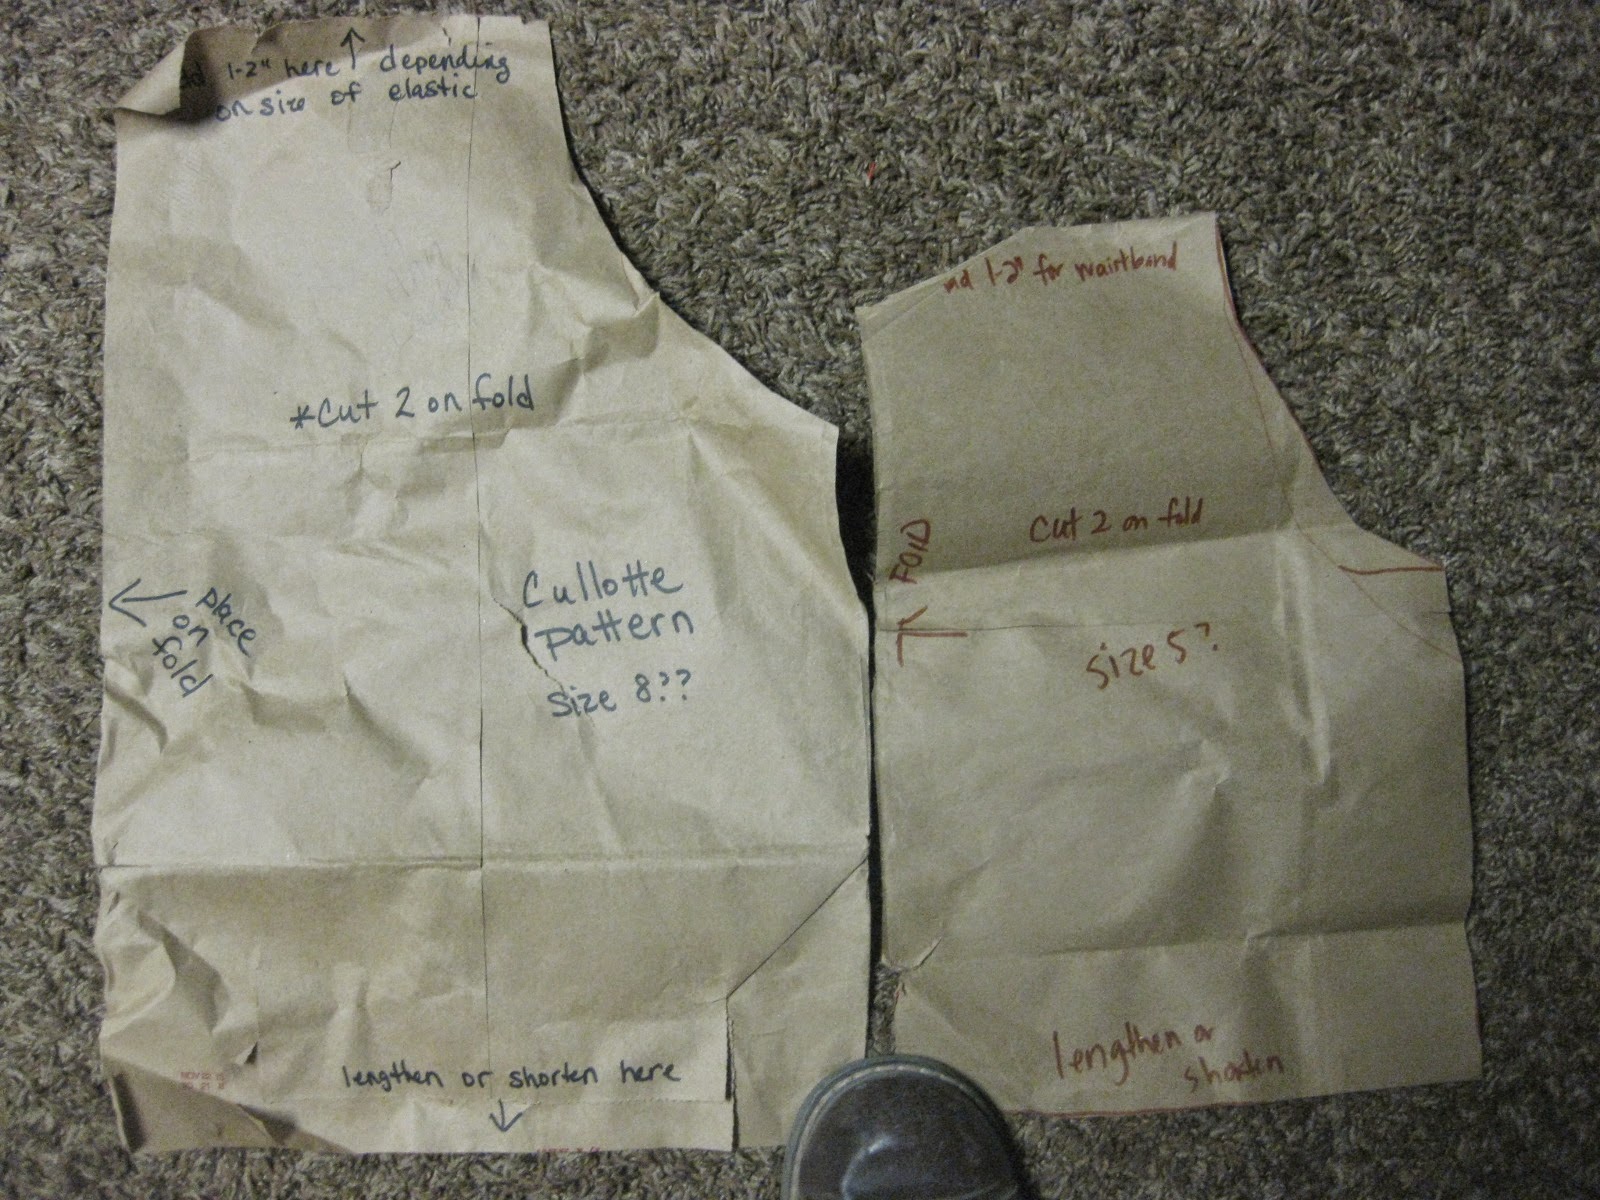 1-2" here ↑ depending
on size of elastic
*Cut 2 on fold
← place
on
fold
Cullotte
pattern
Size 8??
lengthen or shorten here
↓
ad 1-2" for waistband
Cut 2 on fold
FOLD
↑
Size 5?
lengthen or
shorten